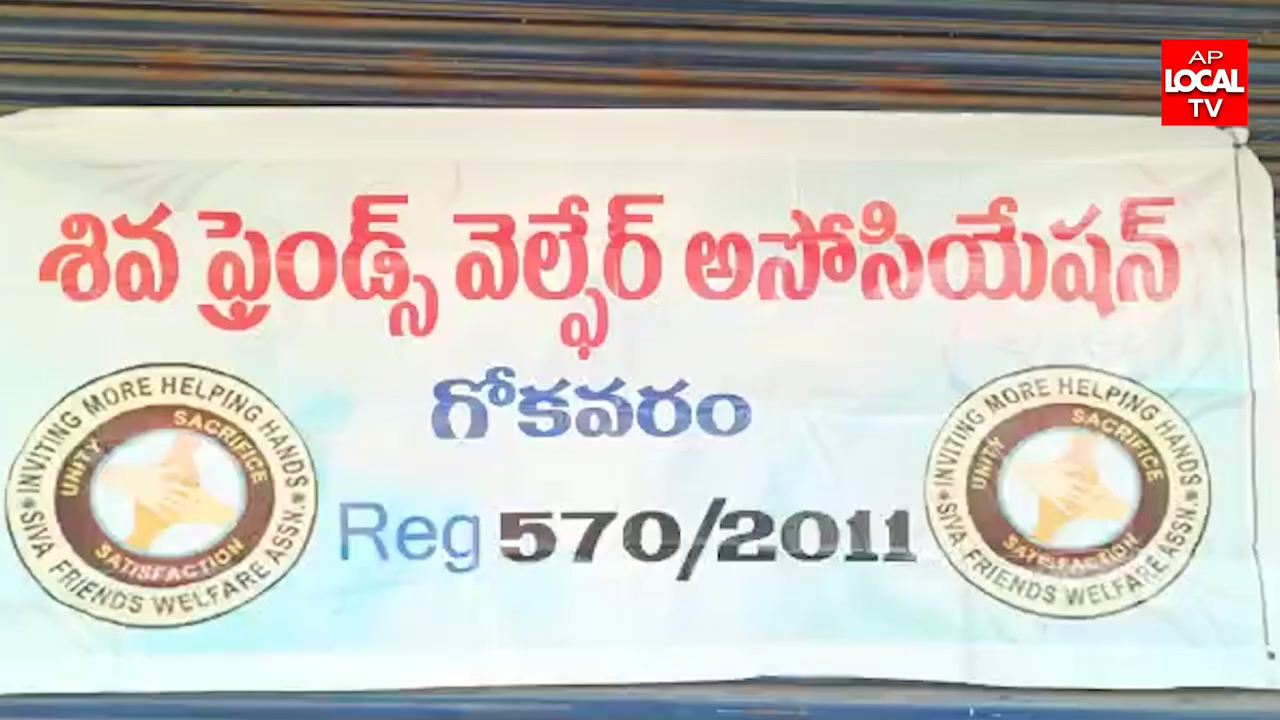 AP
LOCAL
TV
శివ ఫ్రెండ్స్ వెల్ఫేర్ అసోసియేషన్
గోకవరం
Reg 570/2011
INVITING MORE HELPING HANDS
SIVA FRIENDS WELFARE ASSN.
UNITY SACRIFICE
SATISFACTION
INVITING MORE HELPING HANDS
SIVA FRIENDS WELFARE ASSN.
UNITY SACRIFICE
SATISFACTION